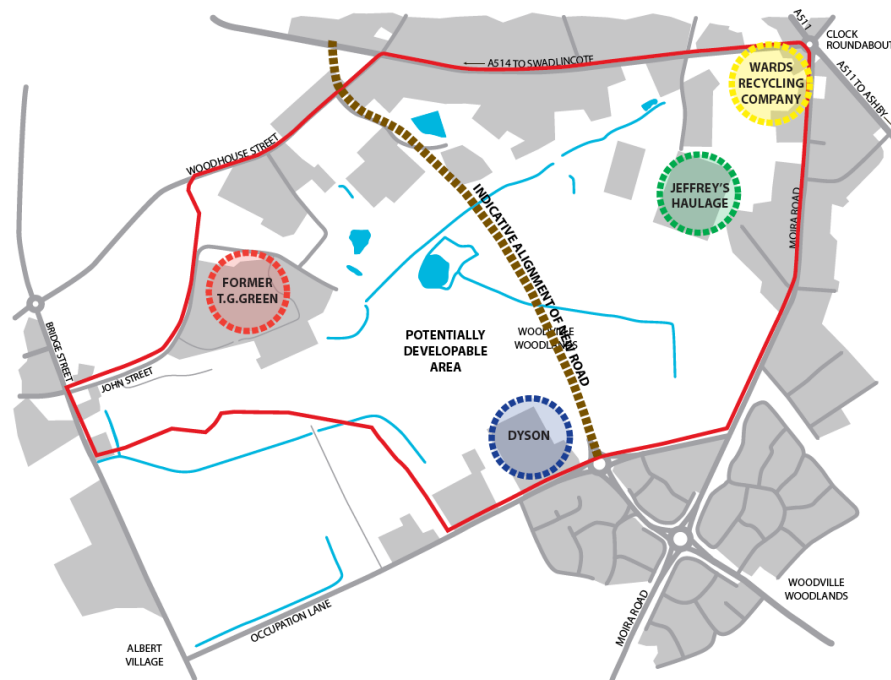 A511
CLOCK
ROUNDABOUT
A514 TO SWADLINCOTE
WARDS
RECYCLING
COMPANY
A511 TO ASHBY
WOODHOUSE STREET
JEFFREY'S
HAULAGE
MOIRA ROAD
INDICATIVE ALIGNMENT OF NEW ROAD
FORMER
T.G.GREEN
BRIDGE STREET
POTENTIALLY
DEVELOPABLE
AREA
WOODVILLE
WOODLANDS
JOHN STREET
DYSON
WOODVILLE
WOODLANDS
MOIRA ROAD
OCCUPATION LANE
ALBERT
VILLAGE